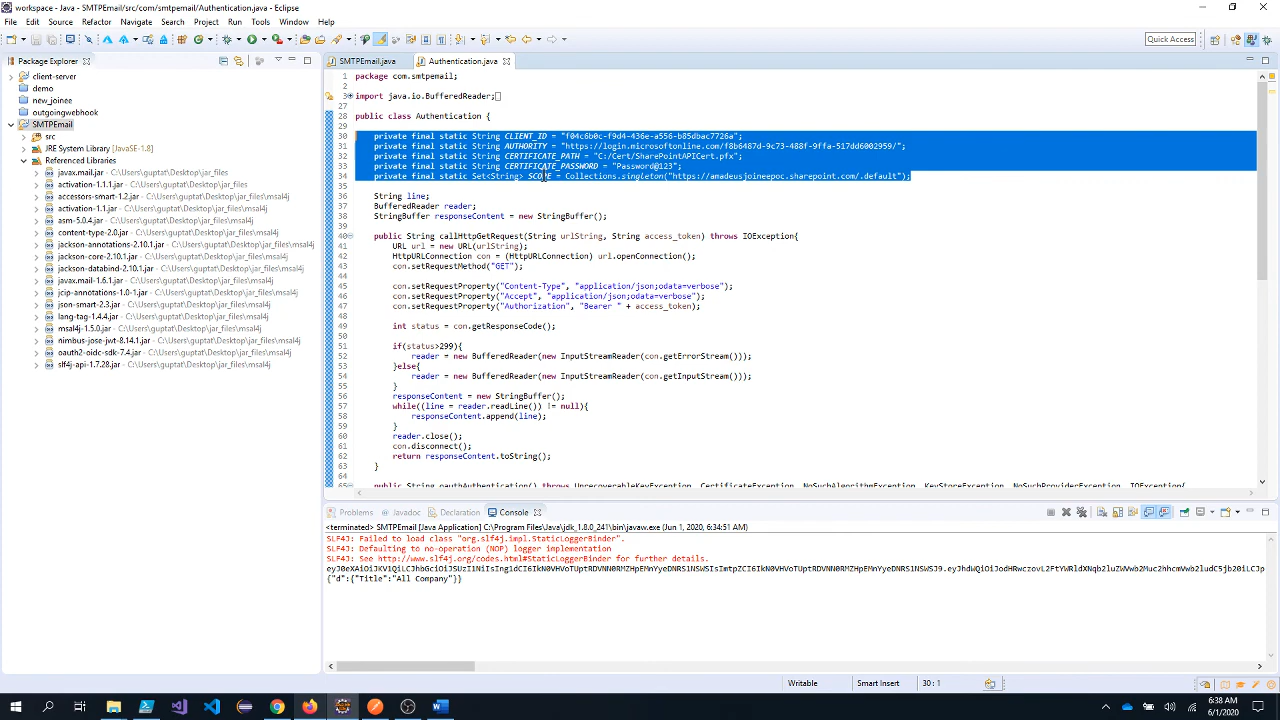 workspace - Java - SMTPEmail/src/com/smtpemail/Authentication.java - Eclipse
File Edit Source Refactor Navigate Search Project Run Tools Window Help
Quick Access
Package Explorer
SMTPEmail.java Authentication.java
client-server
demo
new_joinee
outgoingwebhook
SMTPEmail
src
JRE System Library [JavaSE-1.8]
Referenced Libraries
javax.mail.jar - C:\Users\guptat\Desktop\jar_files
activation-1.1.1.jar - C:\Users\guptat\Desktop\jar_files
accessors-smart-1.2.jar - C:\Users\guptat\Desktop\jar_files\msal4j
activation-1.1.jar - C:\Users\guptat\Desktop\jar_files\msal4j
asm-5.0.4.jar - C:\Users\guptat\Desktop\jar_files\msal4j
content-type-2.0.jar - C:\Users\guptat\Desktop\jar_files\msal4j
jackson-annotations-2.10.1.jar - C:\Users\guptat\Desktop\jar_files\msal4j
jackson-core-2.10.1.jar - C:\Users\guptat\Desktop\jar_files\msal4j
jackson-databind-2.10.1.jar - C:\Users\guptat\Desktop\jar_files\msal4j
javax.mail-1.6.1.jar - C:\Users\guptat\Desktop\jar_files\msal4j
jcip-annotations-1.0-1.jar - C:\Users\guptat\Desktop\jar_files\msal4j
json-smart-2.3.jar - C:\Users\guptat\Desktop\jar_files\msal4j
lang-tag-1.4.4.jar - C:\Users\guptat\Desktop\jar_files\msal4j
msal4j-1.5.0.jar - C:\Users\guptat\Desktop\jar_files\msal4j
nimbus-jose-jwt-8.14.1.jar - C:\Users\guptat\Desktop\jar_files\msal4j
oauth2-oidc-sdk-7.4.jar - C:\Users\guptat\Desktop\jar_files\msal4j
slf4j-api-1.7.28.jar - C:\Users\guptat\Desktop\jar_files\msal4j
1 package com.smtpemail;
2
3 import java.io.BufferedReader;
27
28 public class Authentication {
29
30 private final static String CLIENT_ID = "f04c6b0c-f9d4-436e-a556-b85dbac7726a";
31 private final static String AUTHORITY = "https://login.microsoftonline.com/f8b6487d-9c73-488f-9ffa-517dd6002959/";
32 private final static String CERTIFICATE_PATH = "C:/Cert/SharePointAPICert.pfx";
33 private final static String CERTIFICATE_PASSWORD = "Password@123";
34 private final static Set<String> SCOPE = Collections.singleton("https://amadeusjoineepoc.sharepoint.com/.default");
35
36 String line;
37 BufferedReader reader;
38 StringBuffer responseContent = new StringBuffer();
39
40 public String callHttpGetRequest(String urlString, String access_token) throws IOException{
41 URL url = new URL(urlString);
42 HttpURLConnection con = (HttpURLConnection) url.openConnection();
43 con.setRequestMethod("GET");
44
45 con.setRequestProperty("Content-Type", "application/json;odata=verbose");
46 con.setRequestProperty("Accept", "application/json;odata=verbose");
47 con.setRequestProperty("Authorization", "Bearer " + access_token);
48
49 int status = con.getResponseCode();
50
51 if(status>299){
52 reader = new BufferedReader(new InputStreamReader(con.getErrorStream()));
53 }else{
54 reader = new BufferedReader(new InputStreamReader(con.getInputStream()));
55 }
56 responseContent = new StringBuffer();
57 while((line = reader.readLine()) != null){
58 responseContent.append(line);
59 }
60 reader.close();
61 con.disconnect();
62 return responseContent.toString();
63 }
64
65 public String oauthAuthentication() throws UnrecoverableKeyException, CertificateException, NoSuchAlgorithmException, KeyStoreException, NoSuchProviderException, IOException{
Problems Javadoc Declaration Console
<terminated> SMTPEmail [Java Application] C:\Program Files\Java\jdk_1.8.0_241\bin\javaw.exe (Jun 1, 2020, 6:34:51 AM)
SLF4J: Failed to load class "org.slf4j.impl.StaticLoggerBinder".
SLF4J: Defaulting to no-operation (NOP) logger implementation
SLF4J: See http://www.slf4j.org/codes.html#StaticLoggerBinder for further details.
{"d":{"Title":"All Company"}}
Writable Smart Insert 30 : 1
6:38 AM
6/1/2020